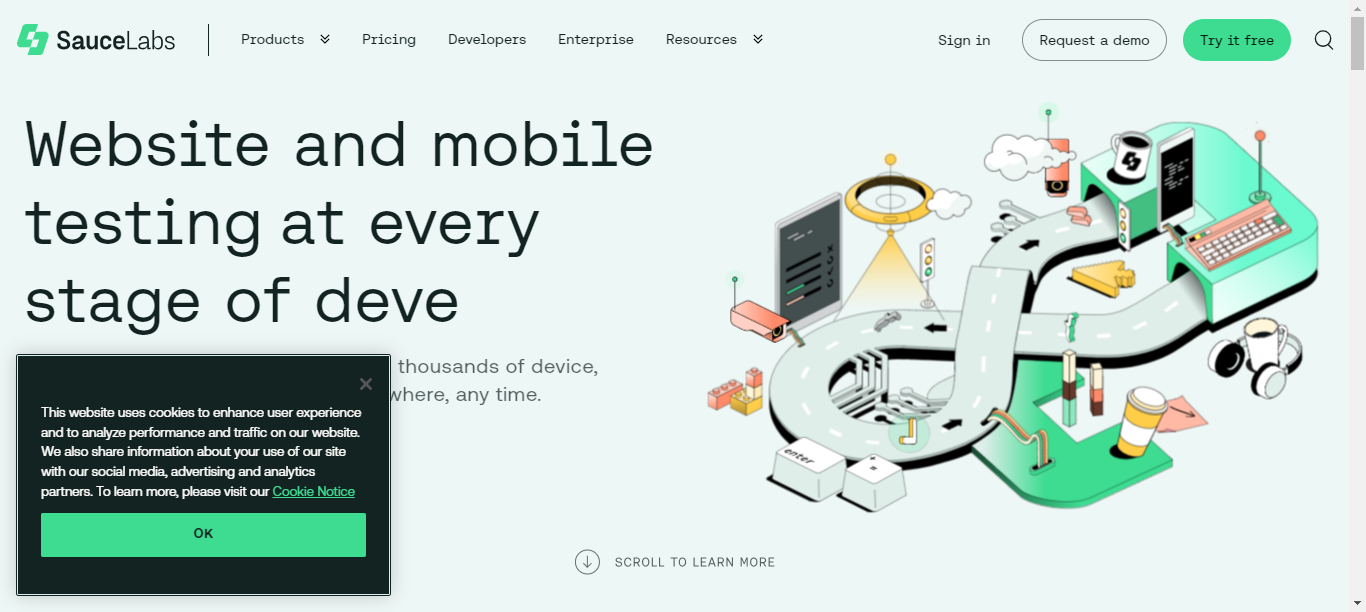 SauceLabs
Products
Pricing
Developers
Enterprise
Resources
Sign in
Request a demo
Try it free
Website and mobile
testing at every
stage of deve
thousands of device,
where, any time.
This website uses cookies to enhance user experience
and to analyze performance and traffic on our website.
We also share information about your use of our site
with our social media, advertising and analytics
partners. To learn more, please visit our Cookie Notice
OK
enter
+
=
SCROLL TO LEARN MORE